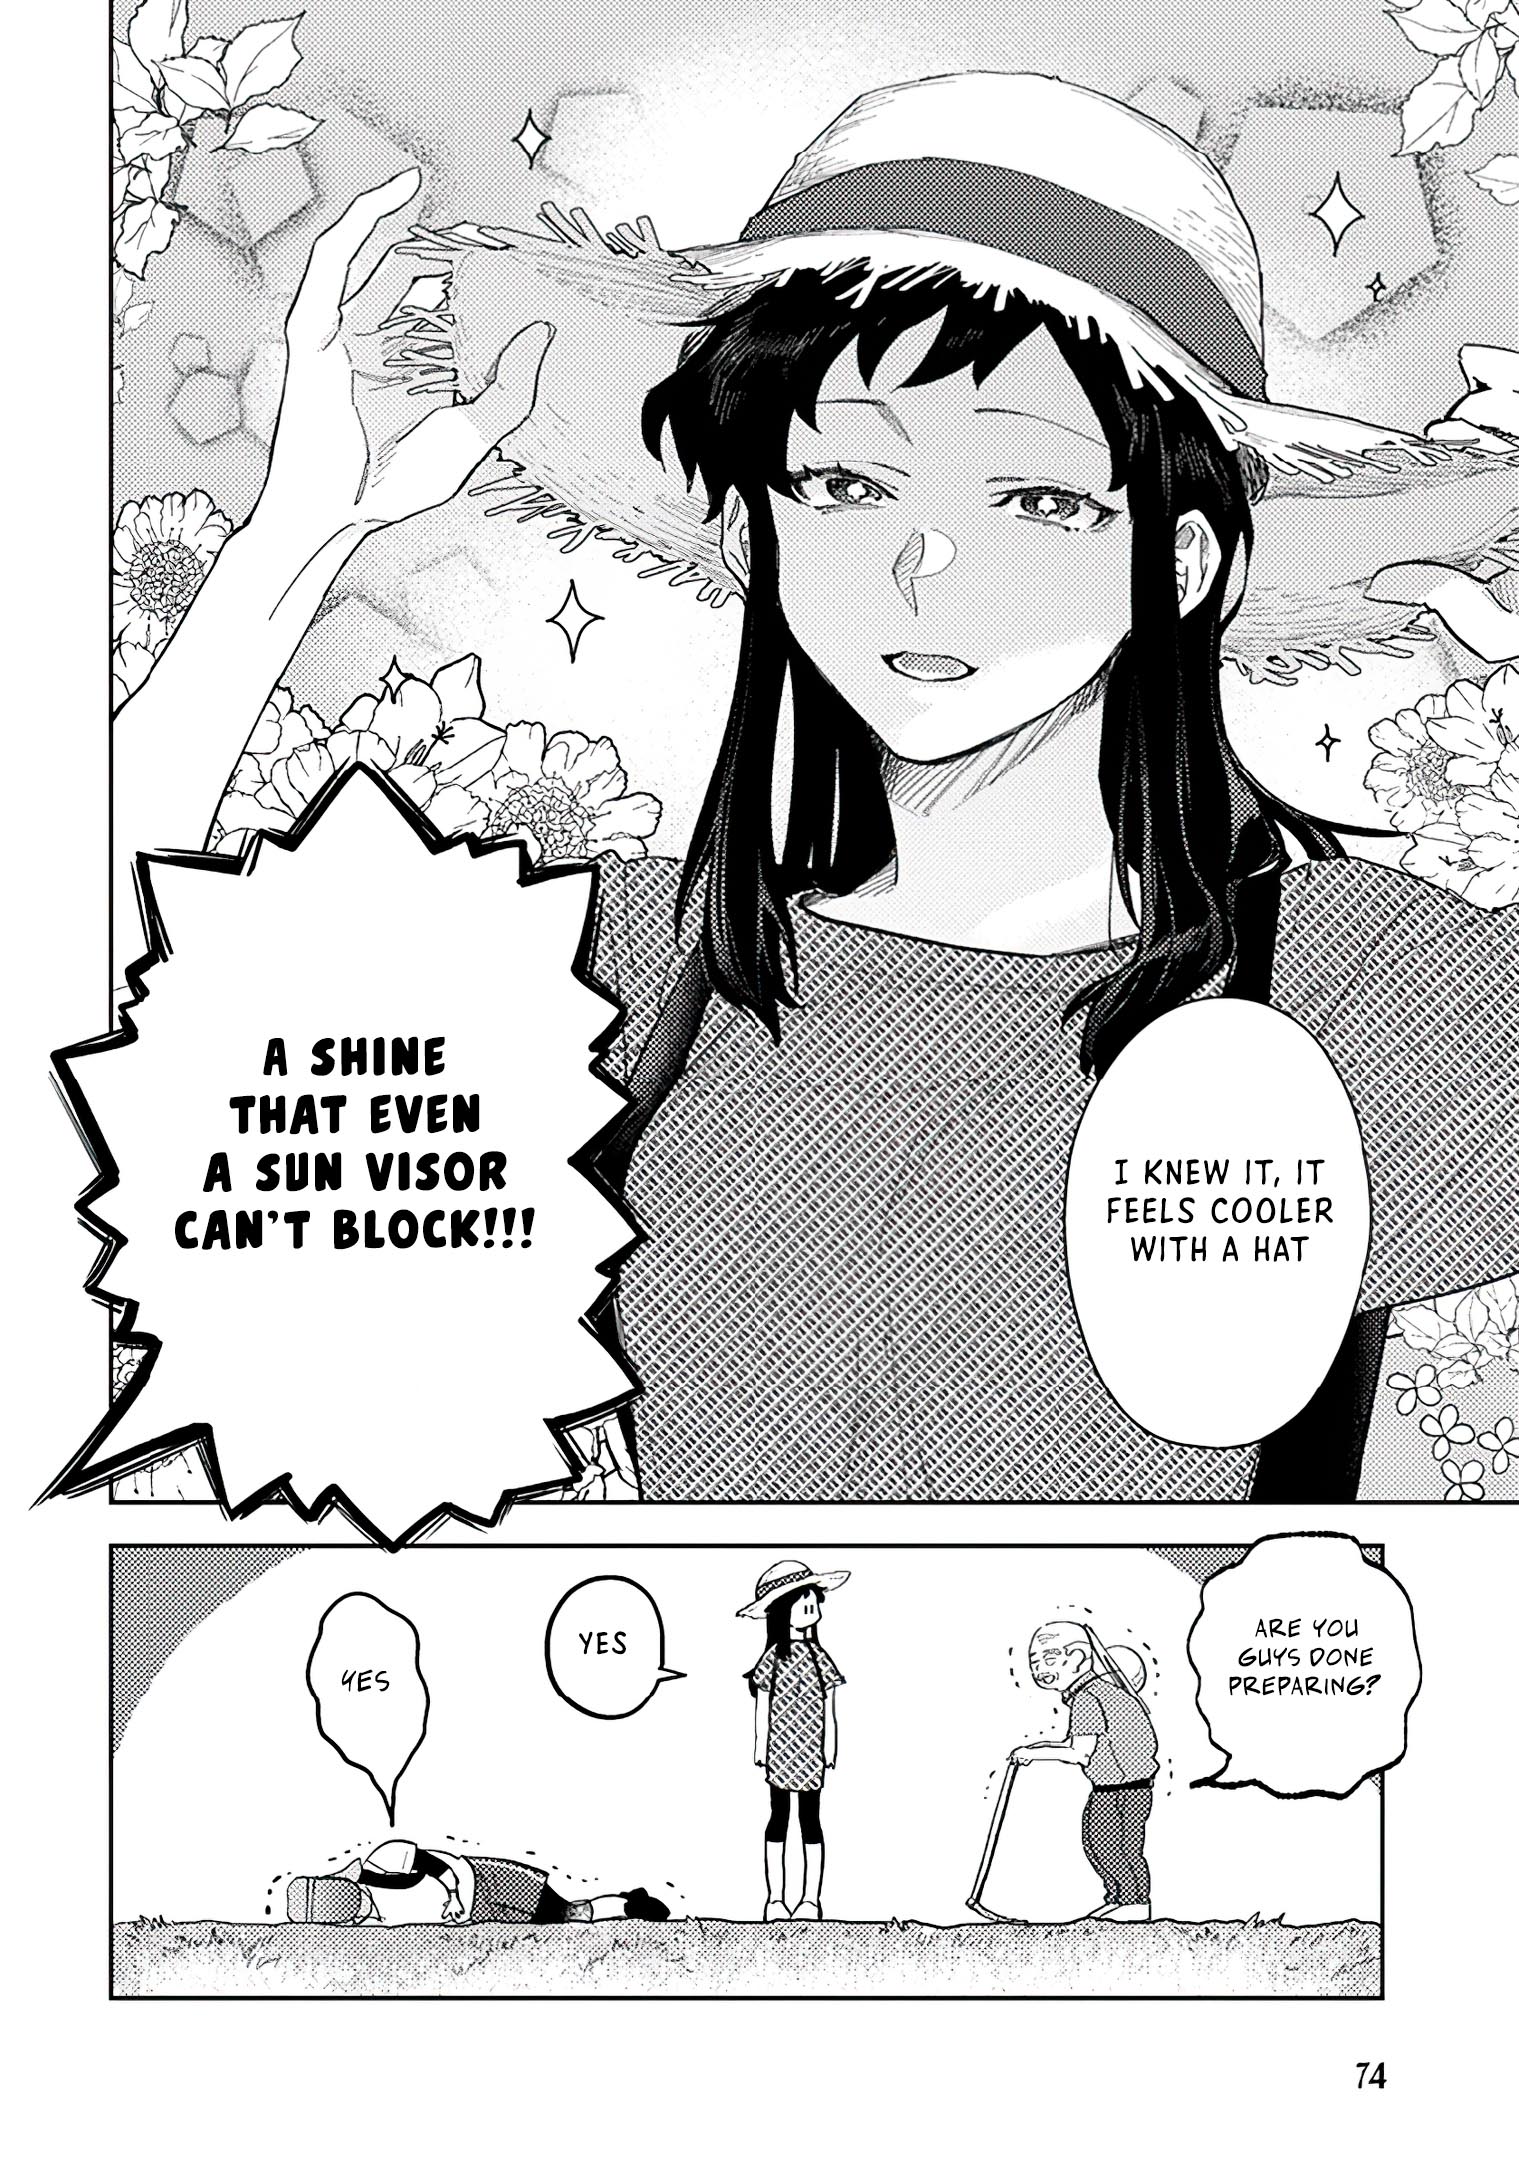 I KNEW IT, IT
FEELS COOLER
WITH A HAT
A SHINE
THAT EVEN
A SUN VISOR
CAN'T BLOCK!!!
ARE YOU
GUYS DONE
PREPARING?
YES
YES
74